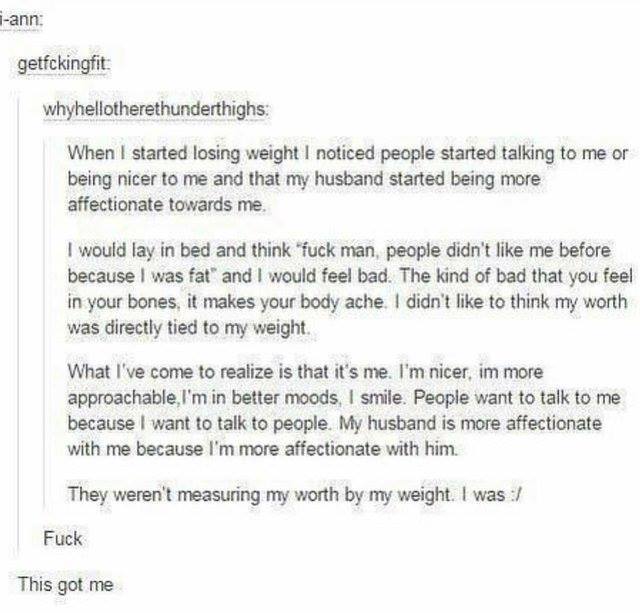 i-ann:
getfckingfit:
whyhellotherethunderthighs:
When I started losing weight I noticed people started talking to me or
being nicer to me and that my husband started being more
affectionate towards me.
I would lay in bed and think "fuck man, people didn't like me before
because I was fat" and I would feel bad. The kind of bad that you feel
in your bones, it makes your body ache. I didn't like to think my worth
was directly tied to my weight.
What I've come to realize is that it's me. I'm nicer, im more
approachable,I'm in better moods, I smile. People want to talk to me
because I want to talk to people. My husband is more affectionate
with me because I'm more affectionate with him.
They weren't measuring my worth by my weight. I was :/
Fuck
This got me